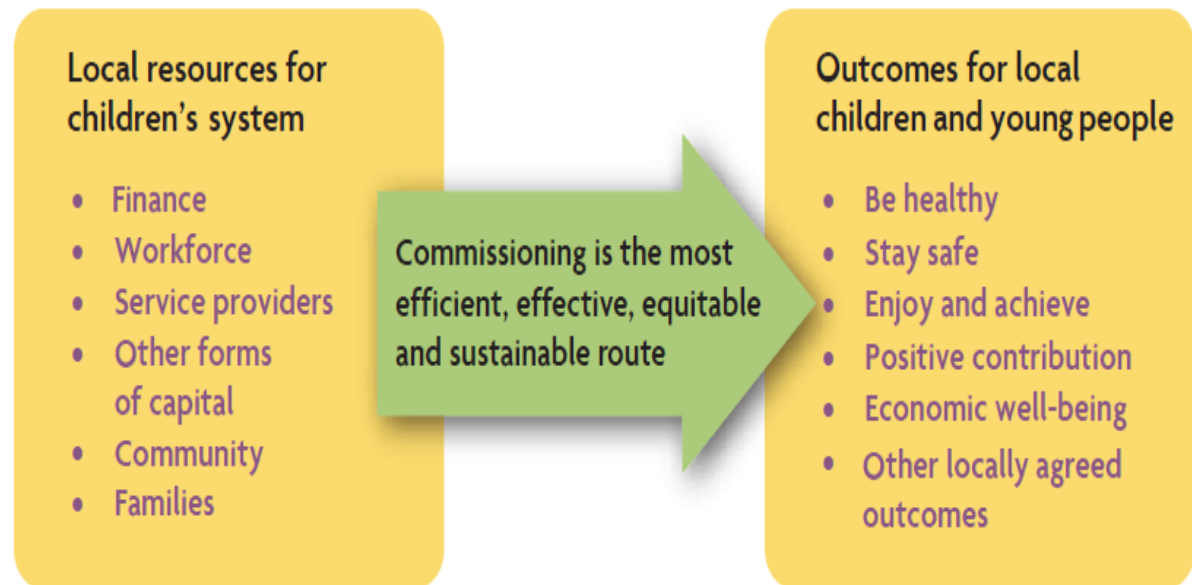 Local resources for
children's system
• Finance
• Workforce
• Service providers
• Other forms
of capital
• Community
• Families
Commissioning is the most
efficient, effective, equitable
and sustainable route
Outcomes for local
children and young people
• Be healthy
• Stay safe
• Enjoy and achieve
• Positive contribution
• Economic well-being
• Other locally agreed
outcomes